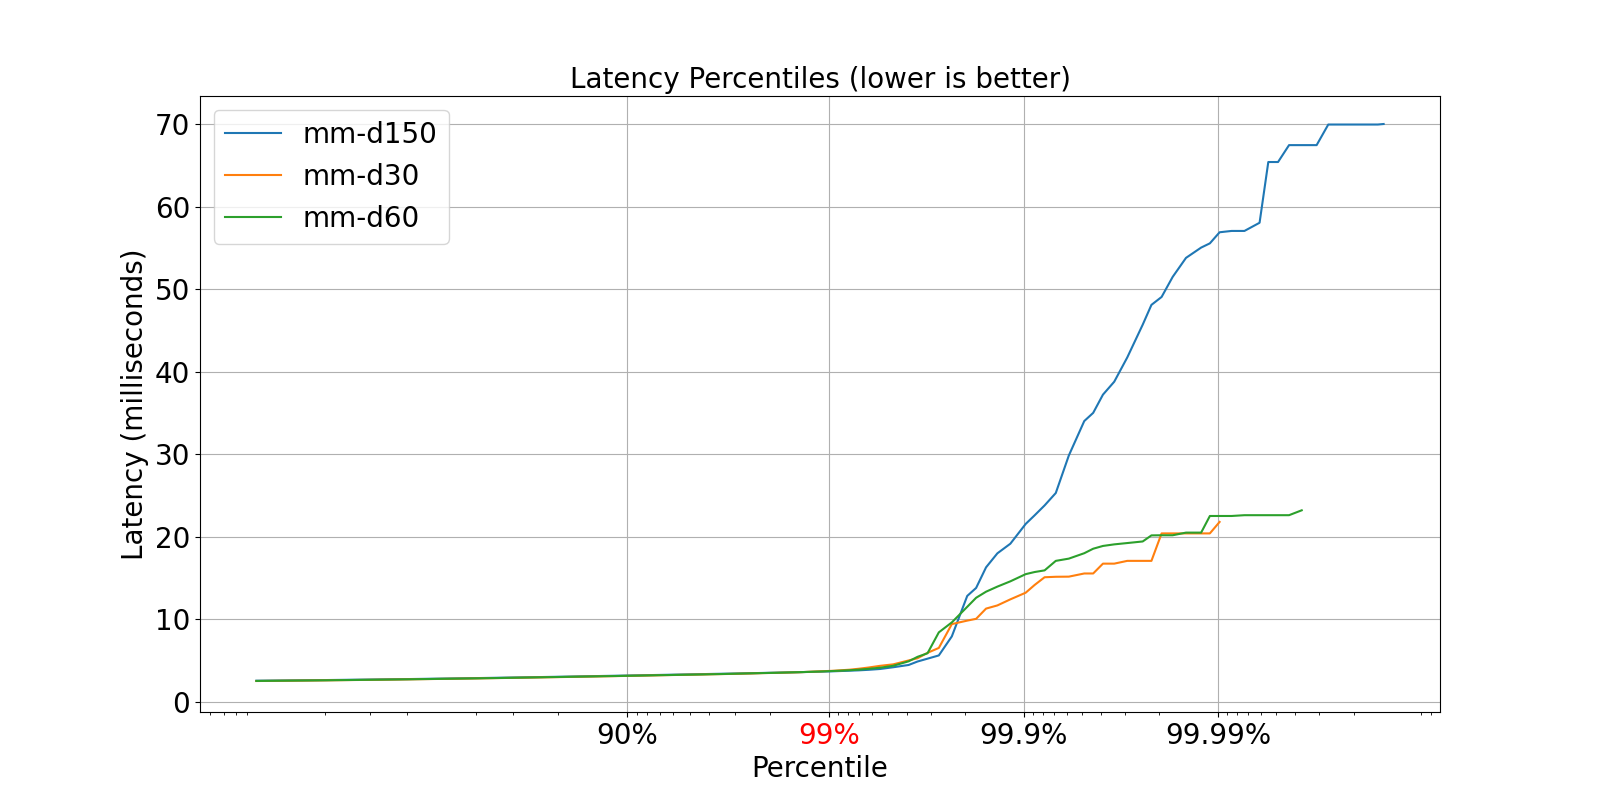 Latency Percentiles (lower is better)
mm-d150
mm-d30
mm-d60
70
60
50
40
30
20
10
0
Latency (milliseconds)
90%
99%
99.9%
99.99%
Percentile